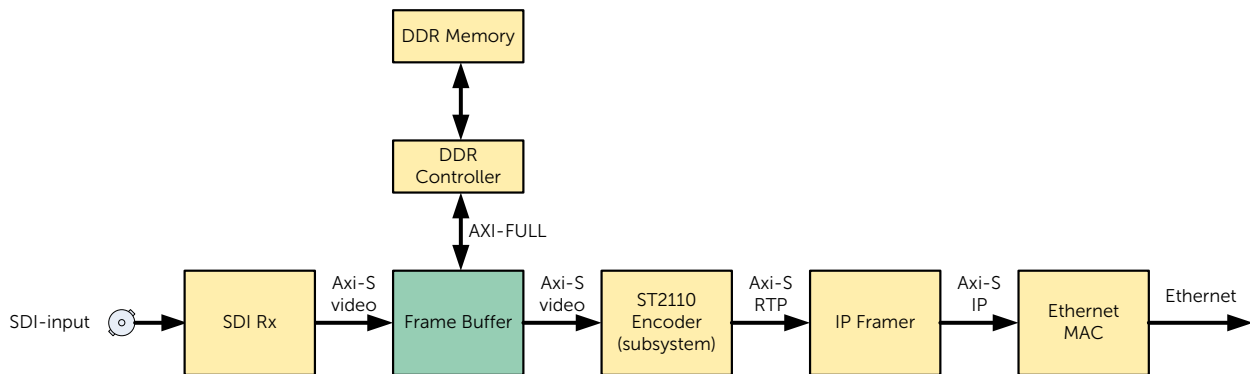 DDR Memory
DDR
Controller
AXI-FULL
SDI-input
SDI Rx
Axi-S
video
Frame Buffer
Axi-S
video
ST2110
Encoder
(subsystem)
Axi-S
RTP
IP Framer
Axi-S
IP
Ethernet
MAC
Ethernet